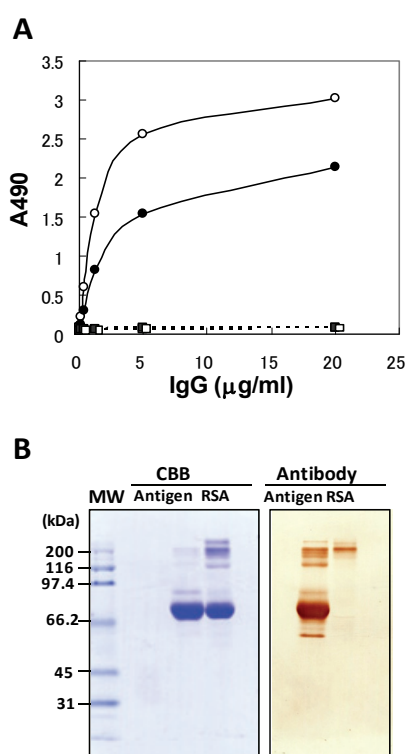 A
3.5
3
2.5
2
1.5
1
0.5
0
A490
0 5 10 15 20 25
IgG (μg/ml)
B
CBB Antibody
MW Antigen RSA Antigen RSA
(kDa)
200
116
97.4
66.2
45
31